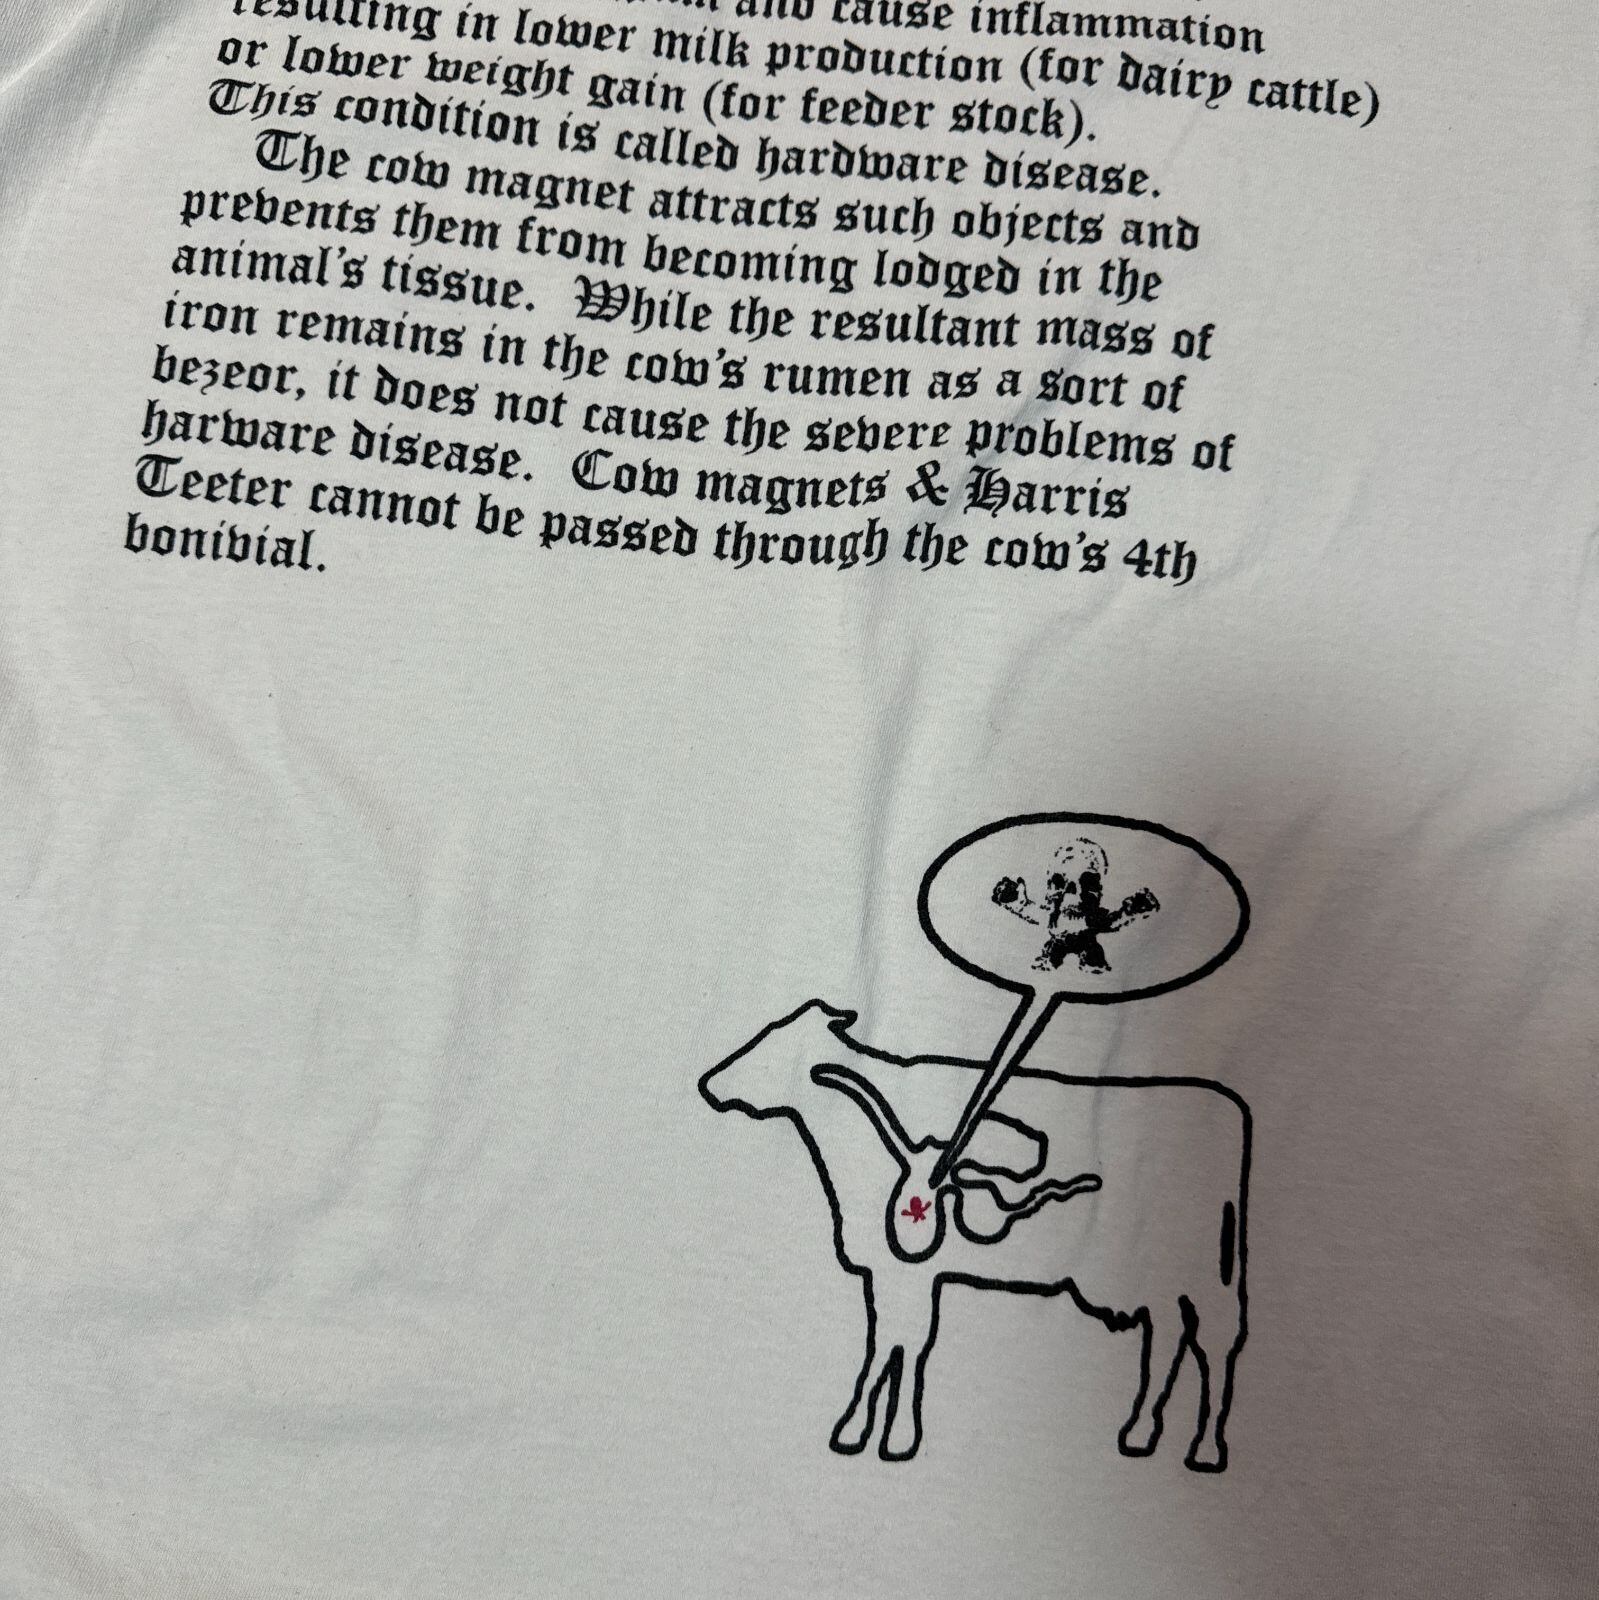 and cause inflammation
resulting in lower milk production (for dairy cattle)
or lower weight gain (for feeder stock).
This condition is called hardware disease.
The cow magnet attracts such objects and
prevents them from becoming lodged in the
animal's tissue. While the resultant mass of
iron remains in the cow's rumen as a sort of
bezeor, it does not cause the severe problems of
harware disease. Cow magnets & Harris
Teeter cannot be passed through the cow's 4th
bonivial.